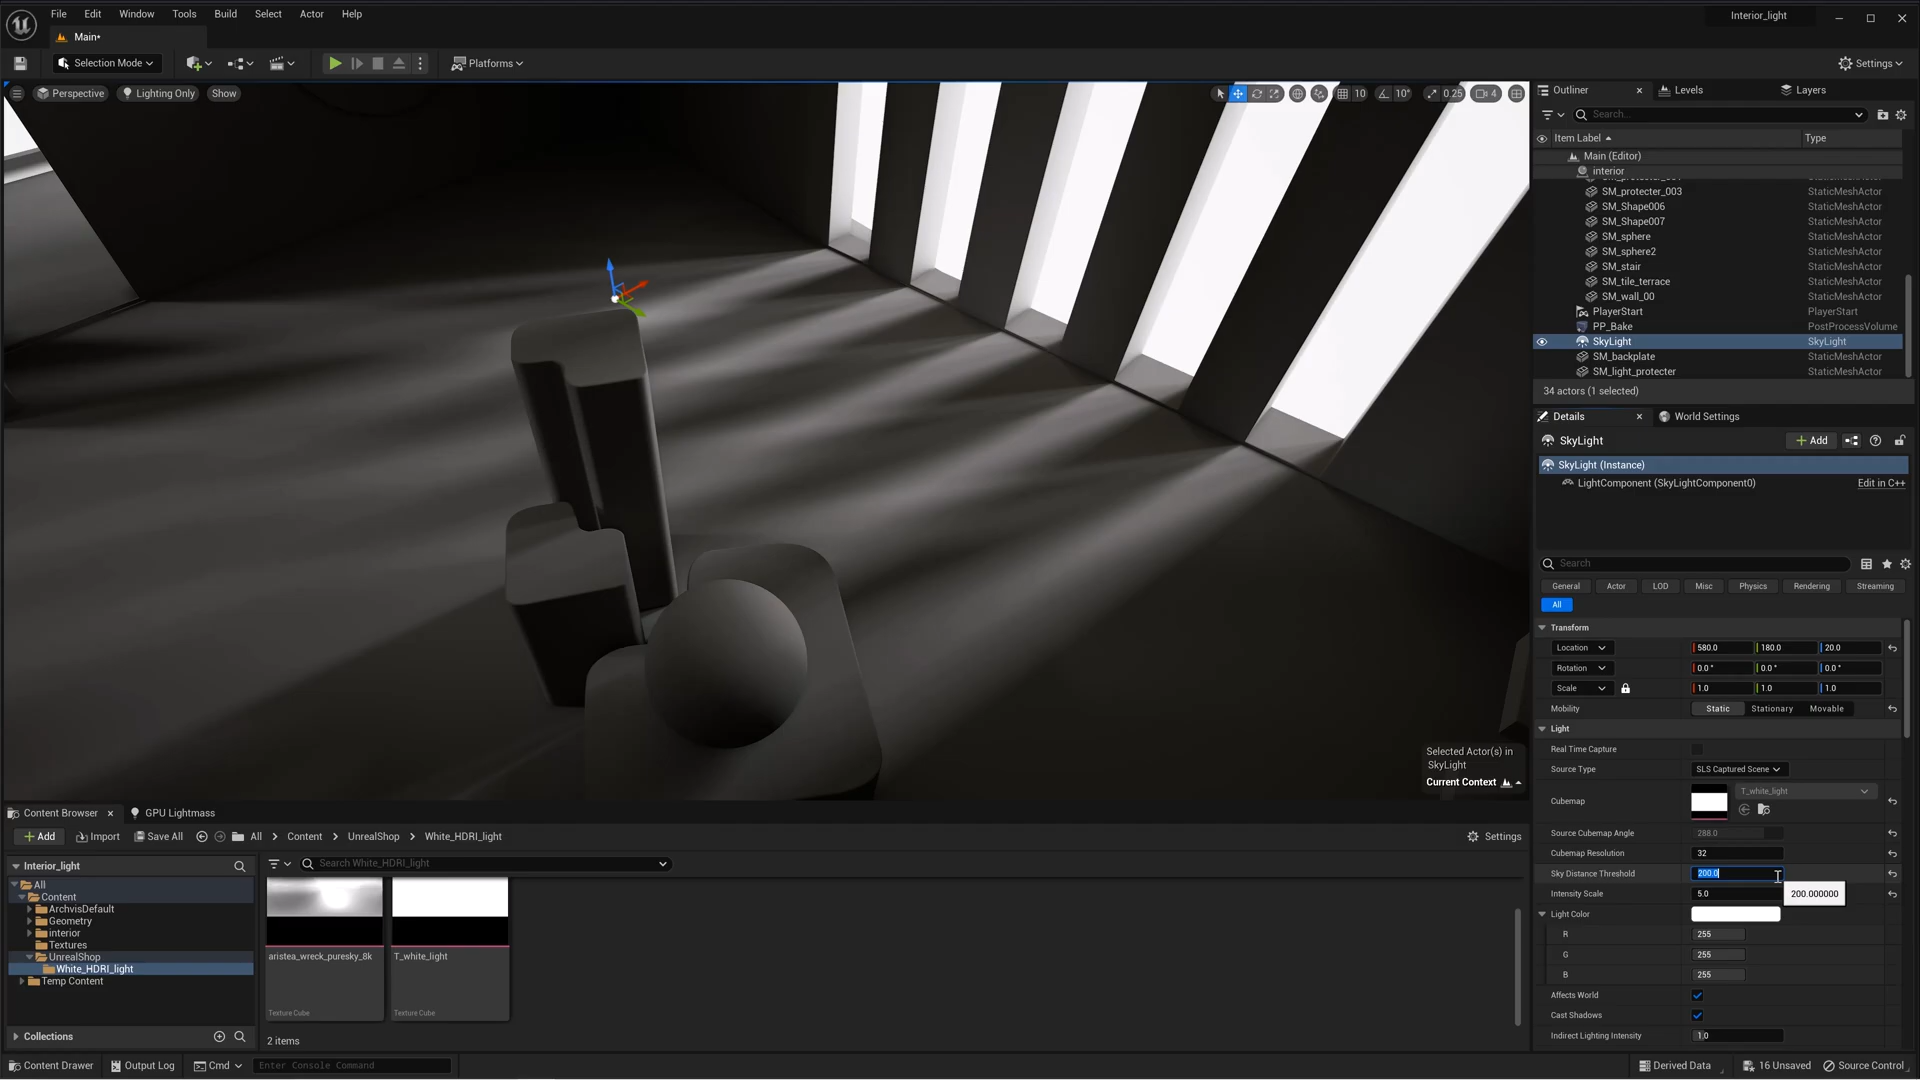 File Edit Window Tools Build Select Actor Help
Interior_light
Main*
Selection Mode
Platforms
Settings
Perspective
Lighting Only
Show
10
10°
0.25
4
Outliner
Levels
Layers
Search...
Item Label
Type
Main (Editor)
interior
SM_protecter_003 StaticMeshActor
SM_Shape006 StaticMeshActor
SM_Shape007 StaticMeshActor
SM_sphere StaticMeshActor
SM_sphere2 StaticMeshActor
SM_stair StaticMeshActor
SM_tile_terrace StaticMeshActor
SM_wall_00 StaticMeshActor
PlayerStart PlayerStart
PP_Bake PostProcessVolume
SkyLight SkyLight
SM_backplate StaticMeshActor
SM_light_protecter StaticMeshActor
34 actors (1 selected)
Details
World Settings
SkyLight
Add
SkyLight (Instance)
LightComponent (SkyLightComponent0) Edit in C++
Search
General Actor LOD Misc Physics Rendering Streaming
All
Transform
Location 580.0 180.0 20.0
Rotation 0.0° 0.0° 0.0°
Scale 1.0 1.0 1.0
Mobility Static Stationary Movable
Light
Real Time Capture
Source Type SLS Captured Scene
Cubemap T_white_light
Source Cubemap Angle 288.0
Cubemap Resolution 32
Sky Distance Threshold 200.0
Intensity Scale 5.0
200.000000
Light Color
R 255
G 255
B 255
Affects World
Cast Shadows
Indirect Lighting Intensity 1.0
Selected Actor(s) in
SkyLight
Current Context
Content Browser
GPU Lightmass
Add
Import
Save All
All > Content > UnrealShop > White_HDRI_light
Settings
Interior_light
Search White_HDRI_light
All
Content
ArchvisDefault
Geometry
interior
Textures
UnrealShop
White_HDRI_light
Temp Content
aristea_wreck_puresky_8k
T_white_light
Texture Cube
Texture Cube
Collections
2 items
Content Drawer
Output Log
Cmd
Enter Console Command
Derived Data
16 Unsaved
Source Control